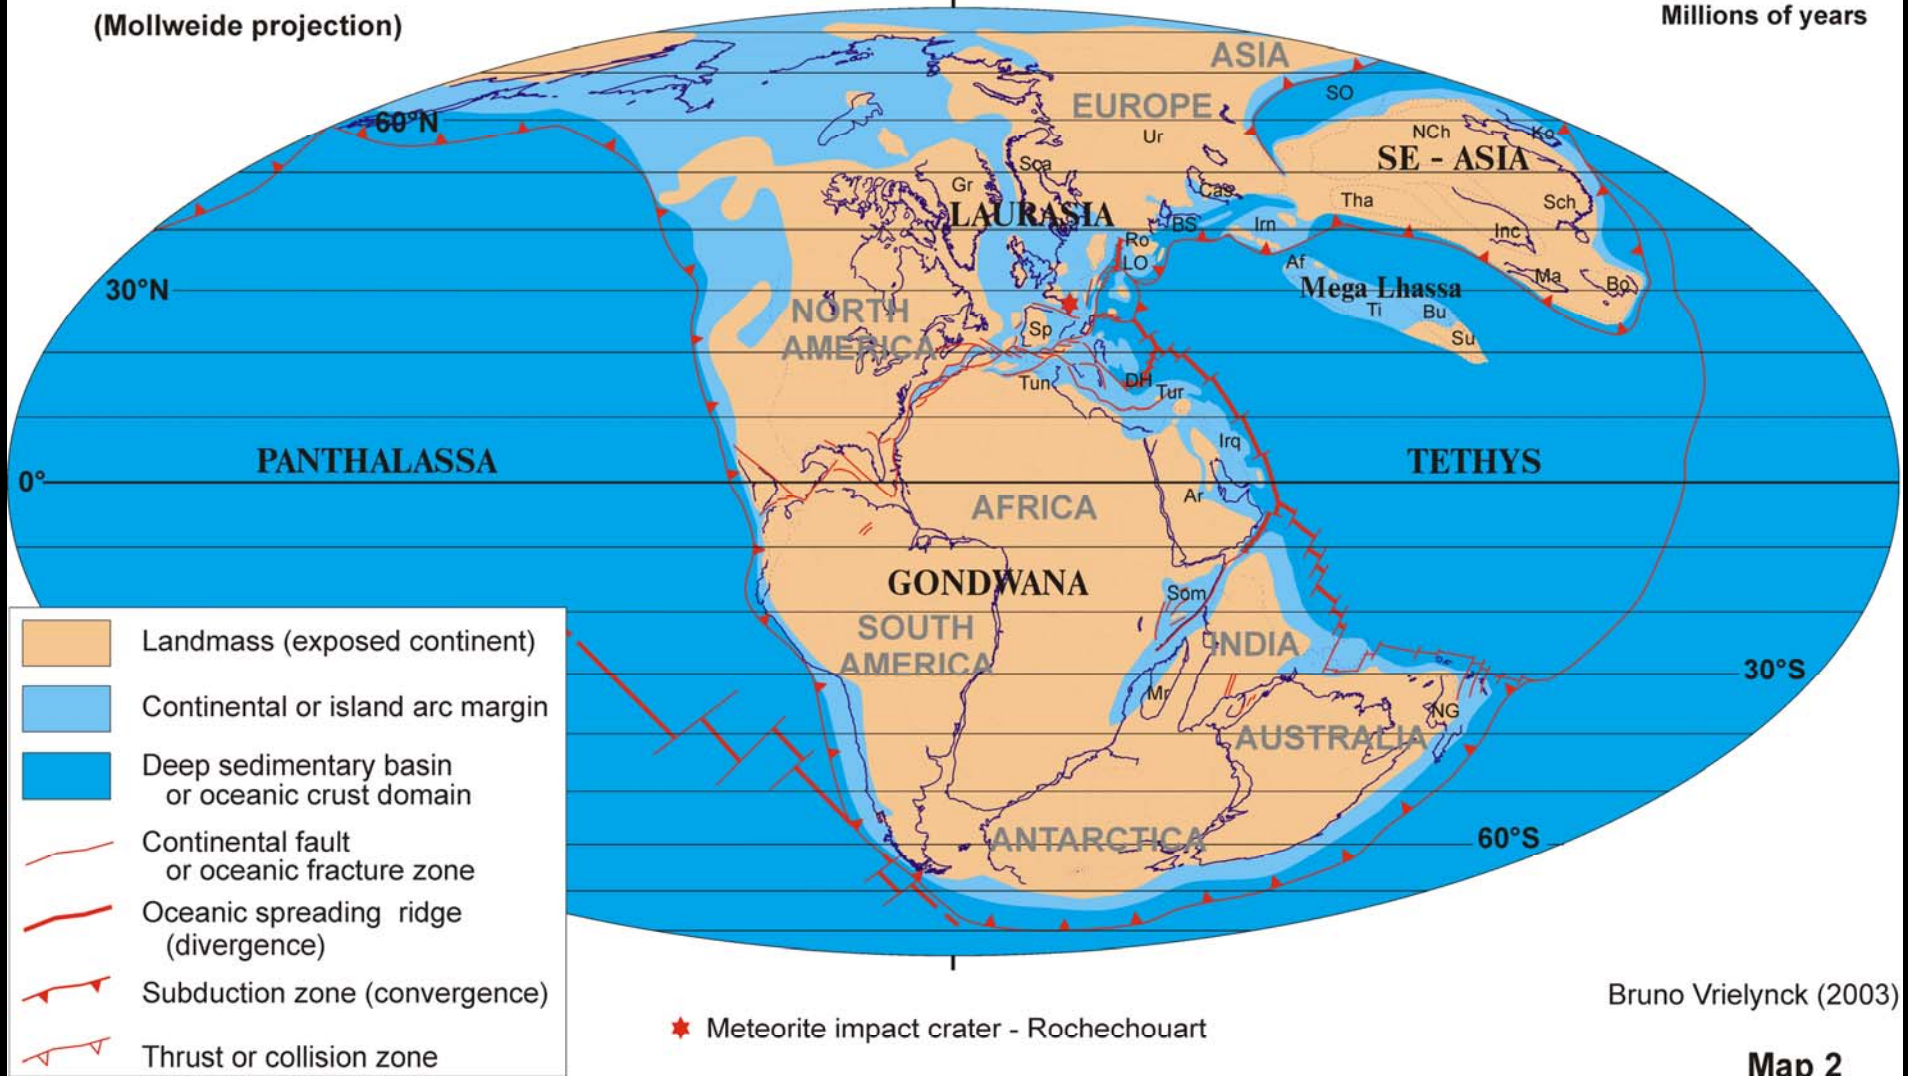 (Mollweide projection)
Millions of years
ASIA
SO
EUROPE
60°N
Ur
NCh
Ko
SE - ASIA
Sca
Gr
Cas
Tha
Sch
LAURASIA
BS
Irn
Inc
Ro
LO
Af
Ma
Bo
30°N
Mega Lhassa
NORTH
AMERICA
Ti
Bu
Sp
Su
Tun
DH
Tur
Irq
PANTHALASSA
TETHYS
0°
Ar
AFRICA
GONDWANA
Som
SOUTH
AMERICA
INDIA
30°S
Mr
NG
AUSTRALIA
ANTARCTICA
60°S
Landmass (exposed continent)
Continental or island arc margin
Deep sedimentary basin
or oceanic crust domain
Continental fault
or oceanic fracture zone
Oceanic spreading ridge
(divergence)
Subduction zone (convergence)
Thrust or collision zone
Meteorite impact crater - Rochechouart
Bruno Vrielynck (2003)
Map 2